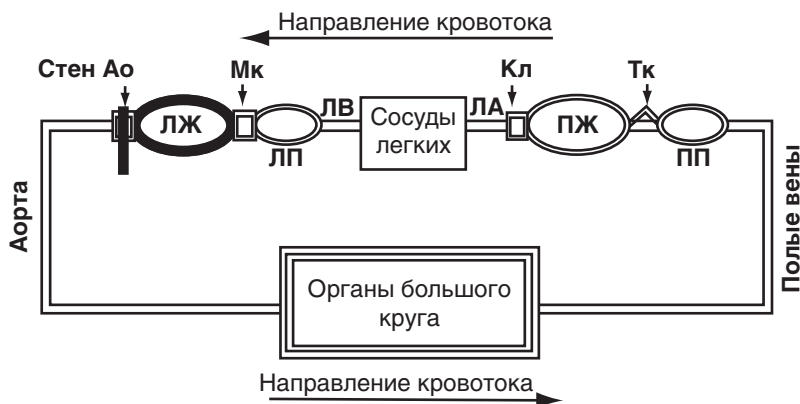 Направление кровотока
Стен Ао
Мк
Кл
Тк
ЛЖ
ЛП
ЛВ
Сосуды
легких
ЛА
ПЖ
ПП
Аорта
Полые вены
Органы большого
круга
Направление кровотока